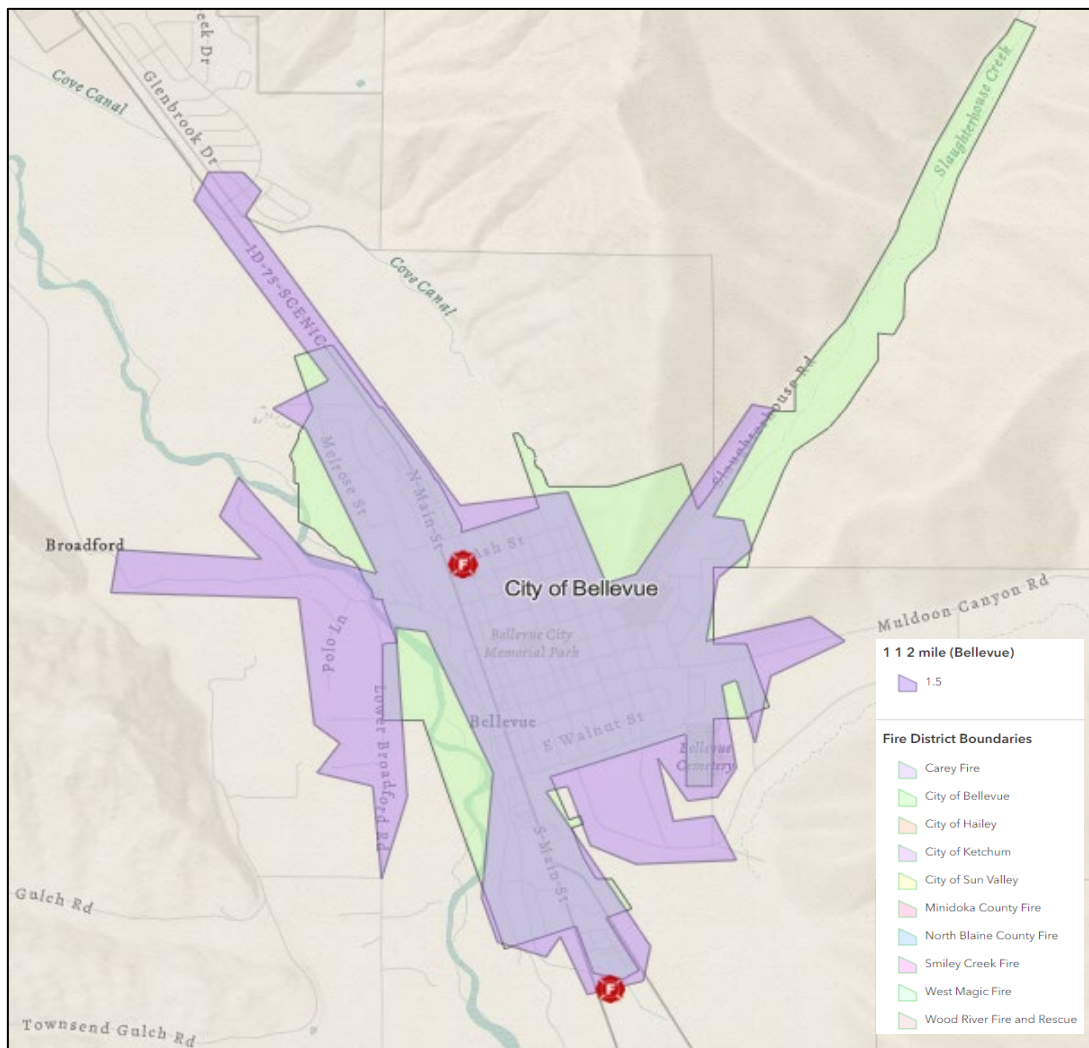 eek Dr
Cove Canal
Glenbrook Dr
Slaughterhouse Creek
ID-75-SCENIC
Cove Canal
Slaughterhouse Rd
Melrose St
N-Main-St
Broadford
F
Ash St
City of Bellevue
Muldoon Canyon Rd
Polo Ln
Bellevue City
Memorial Park
1 1 2 mile (Bellevue)
1.5
Lower Broadford Rd
Bellevue
E Walnut St
Bellevue
Cemetery
Fire District Boundaries
Carey Fire
City of Bellevue
City of Hailey
City of Ketchum
City of Sun Valley
Minidoka County Fire
North Blaine County Fire
Smiley Creek Fire
West Magic Fire
Wood River Fire and Rescue
S-Main-St
Gulch Rd
F
Townsend Gulch Rd